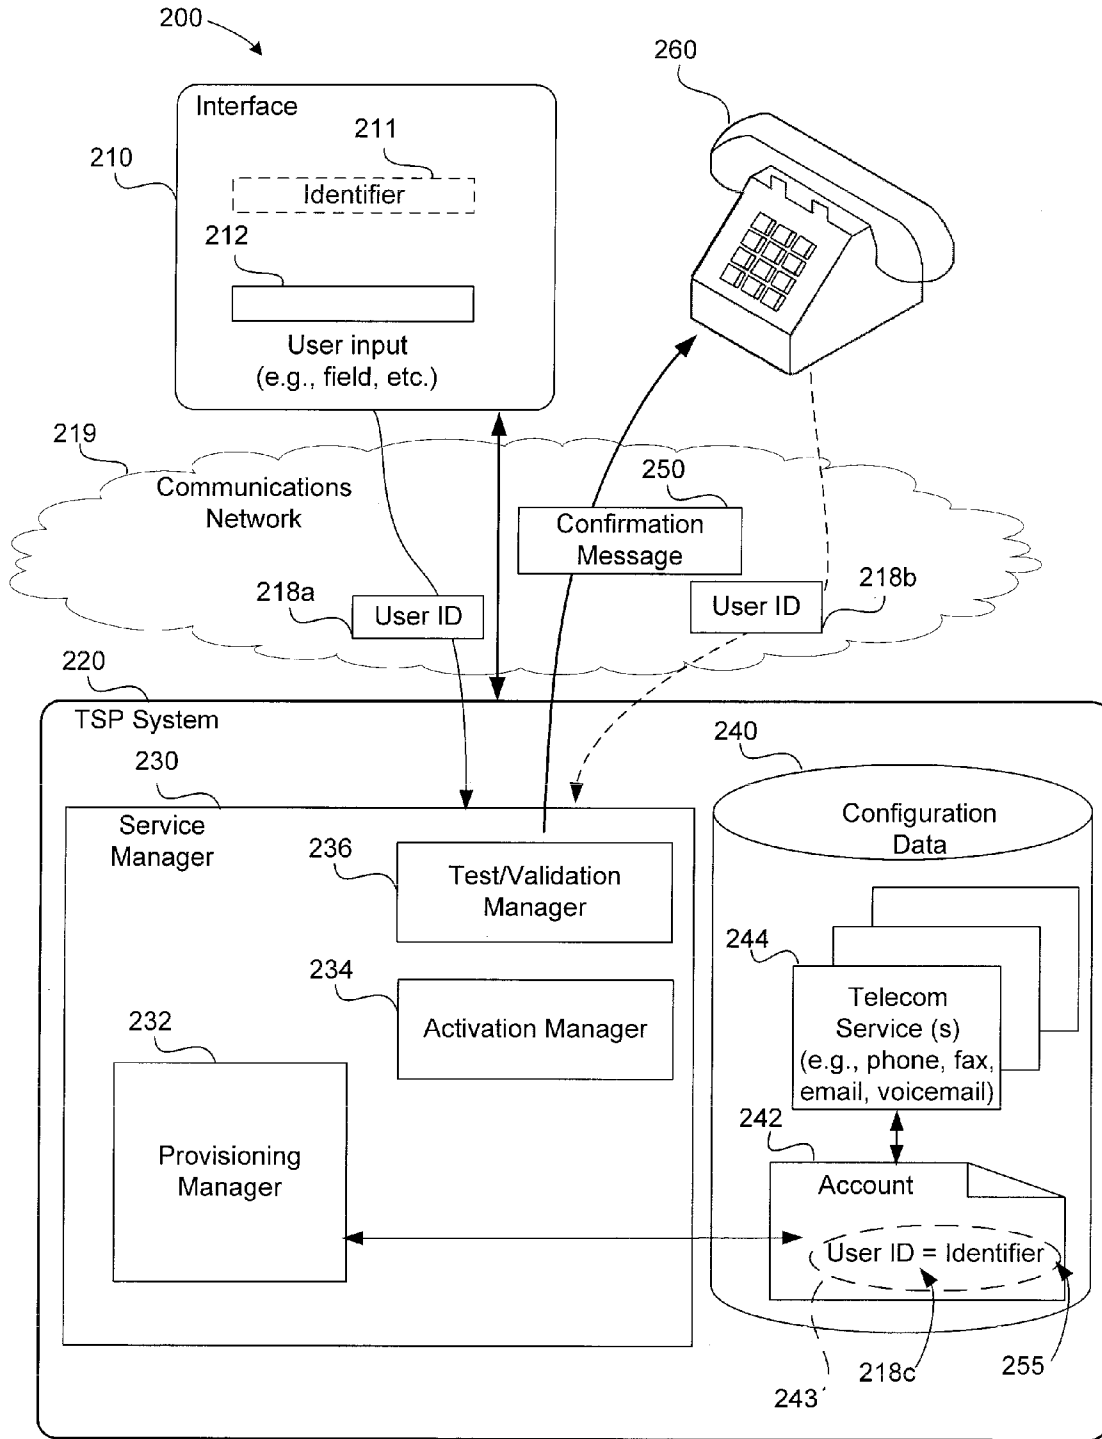 200
260
Interface
211
210
Identifier
212
User input
(e.g., field, etc.)
219
Communications
Network
250
Confirmation
Message
218a
User ID
User ID
218b
220
TSP System
230
240
Service
Manager
Configuration
Data
236
Test/Validation
Manager
234
Activation Manager
244
Telecom
Service (s)
(e.g., phone, fax,
email, voicemail)
232
Provisioning
Manager
242
Account
User ID = Identifier
218c
255
243